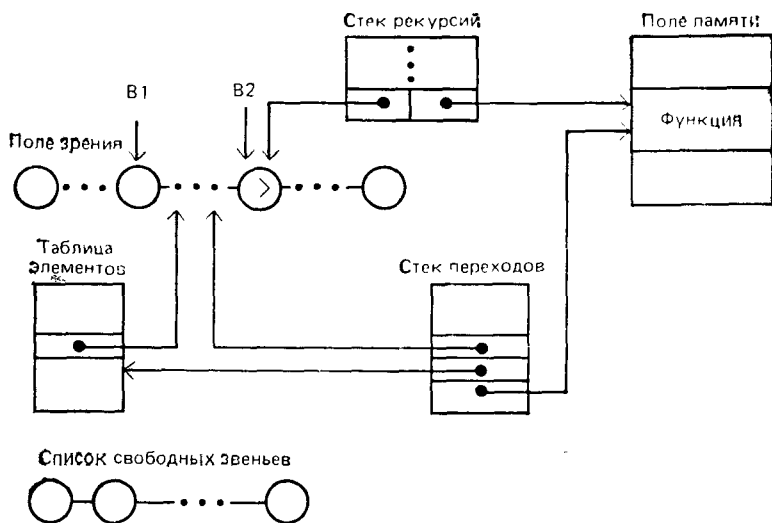 Стек рекурсий
Поле памяти
B1
B2
Функция
Поле зрения
>
Таблица
элементов
Стек переходов
Список свободных звеньев